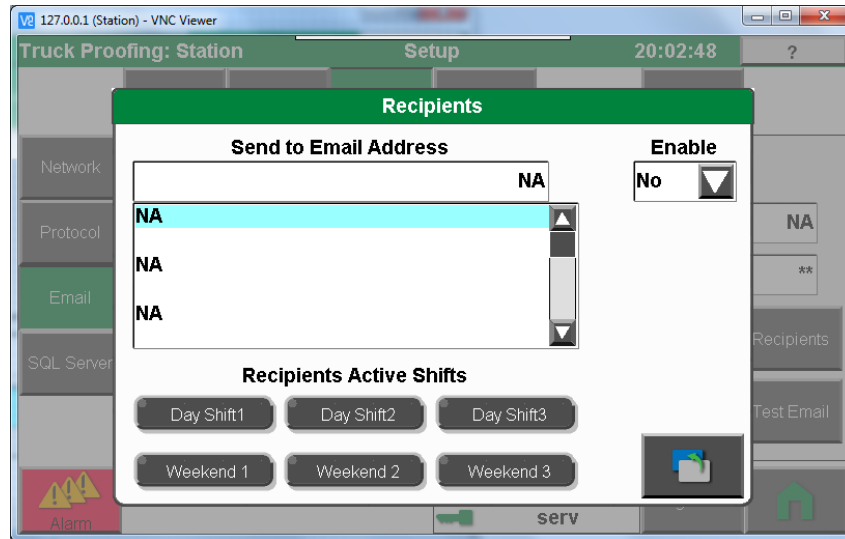 127.0.0.1 (Station) - VNC Viewer
Truck Proofing: Station Setup 20:02:48 ?
Recipients
Send to Email Address Enable
Network
NA No
NA
Protocol NA
NA **
Email
NA
Recipients
SQL Server
Recipients Active Shifts
Day Shift1 Day Shift2 Day Shift3 Test Email
Weekend 1 Weekend 2 Weekend 3
Alarm serv